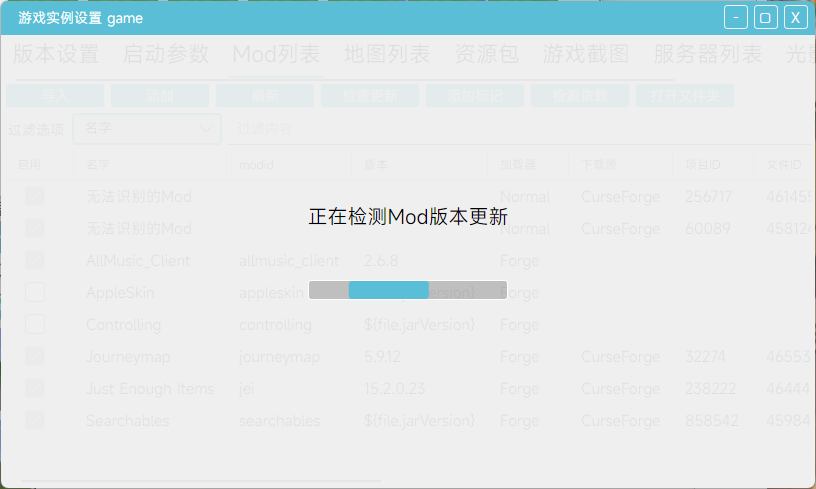 游戏实例设置 game
版本设置 启动参数 Mod列表 地图列表 资源包 游戏截图 服务器列表
导入 添加 刷新 检查更新 添加标记 检测依赖 打开文件夹
过滤选项 名字 过滤内容
启用 名字 modid 版本 加载器 下载源 项目ID 文件ID
无法识别的Mod Normal CurseForge 256717 461455
正在检测Mod版本更新
无法识别的Mod Normal CurseForge 60089 458124
AllMusic_Client allmusic_client 2.6.8 Forge
AppleSkin appleskin Forge
Controlling controlling ${file.jarVersion} Forge
Journeymap journeymap 5.9.12 Forge CurseForge 32274 46553
Just Enough Items jei 15.2.0.23 Forge CurseForge 238222 46444
Searchables searchables ${file.jarVersion} Forge CurseForge 858542 45984